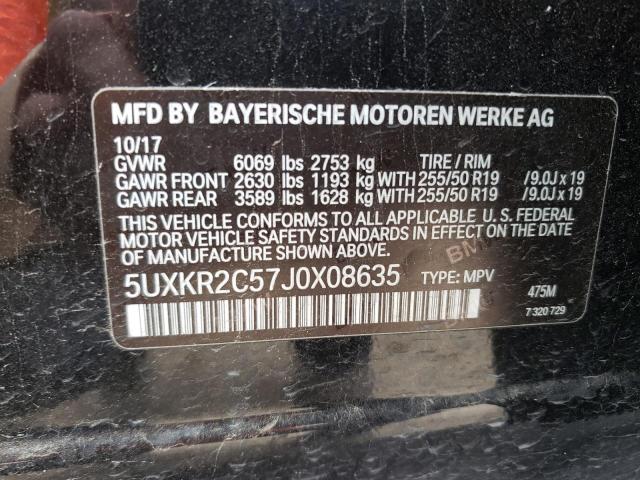 MFD BY BAYERISCHE MOTOREN WERKE AG
10/17
GVWR 6069 lbs 2753 kg TIRE / RIM
GAWR FRONT 2630 lbs 1193 kg WITH 255/50 R19 /9.0J x 19
GAWR REAR 3589 lbs 1628 kg WITH 255/50 R19 /9.0J x 19
THIS VEHICLE CONFORMS TO ALL APPLICABLE U. S. FEDERAL
MOTOR VEHICLE SAFETY STANDARDS IN EFFECT ON THE DATE
OF MANUFACTURE SHOWN ABOVE.
BMW
5UXKR2C57J0X08635 TYPE: MPV 475M
7 320 729